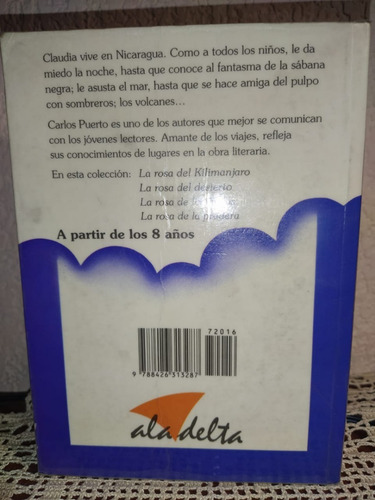 Claudia vive en Nicaragua. Como a todos los niños, le da
miedo la noche, hasta que conoce al fantasma de la sábana
negra; le asusta el mar, hasta que se hace amiga del pulpo
con sombreros; los volcanes...
Carlos Puerto es uno de los autores que mejor se comunican
con los jóvenes lectores. Amante de los viajes, refleja
sus conocimientos de lugares en la obra literaria.
En esta colección: La rosa del Kilimanjaro
La rosa del desierto
La rosa de
La rosa de la pradera
A partir de los 8 años
72016
9 788426 313287
ala delta